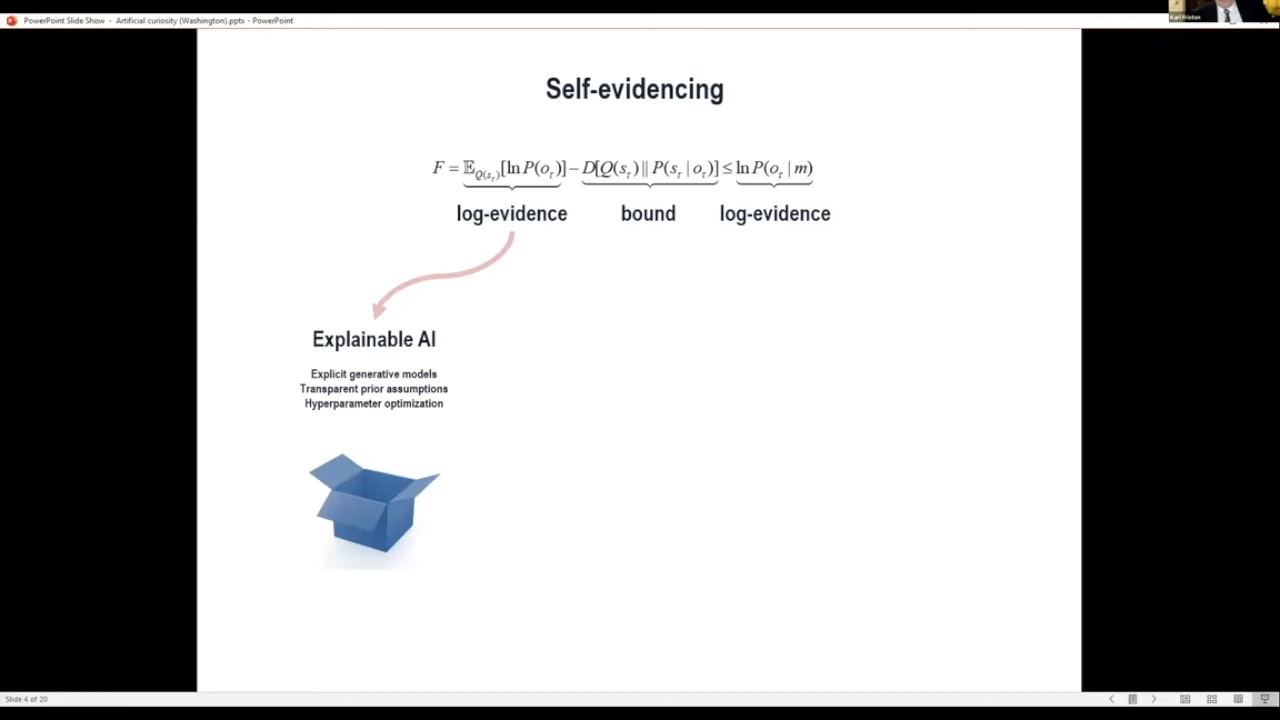 PowerPoint Slide Show - Artificial curiosity (Washington).pptx - PowerPoint
Karl Friston
Self-evidencing
F = 𝔼_{Q(s_τ)}[ln P(o_τ)] − D[Q(s_τ) || P(s_τ | o_τ)] ≤ ln P(o_τ | m)
log-evidence bound log-evidence
Explainable AI
Explicit generative models
Transparent prior assumptions
Hyperparameter optimization
Slide 4 of 20